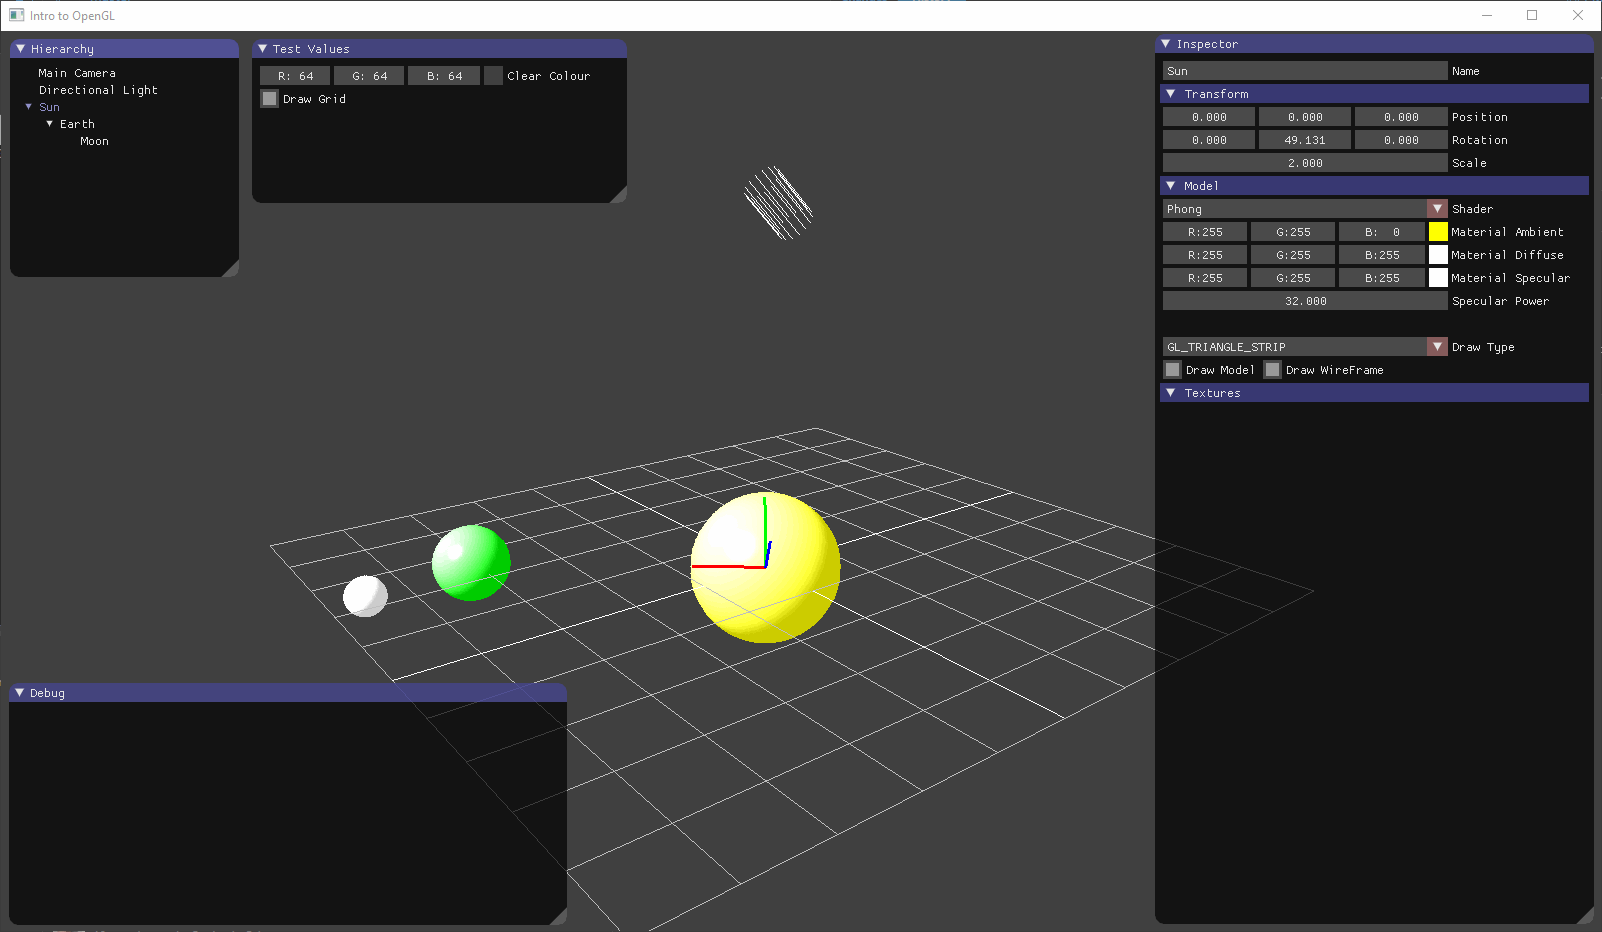 Intro to OpenGL
Hierarchy
Main Camera
Directional Light
Sun
Earth
Moon
Test Values
R: 64 G: 64 B: 64 Clear Colour
Draw Grid
Inspector
Sun Name
Transform
0.000 0.000 0.000 Position
0.000 49.131 0.000 Rotation
2.000 Scale
Model
Phong Shader
R:255 G:255 B: 0 Material Ambient
R:255 G:255 B:255 Material Diffuse
R:255 G:255 B:255 Material Specular
32.000 Specular Power
GL_TRIANGLE_STRIP Draw Type
Draw Model Draw WireFrame
Textures
Debug